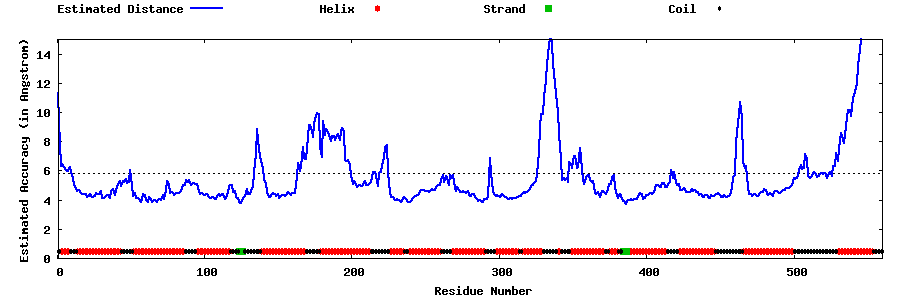 Estimated Distance Helix Strand Coil
Estimated Accuracy (in Angstrom)
14
12
10
8
6
4
2
0
0 100 200 300 400 500
Residue Number